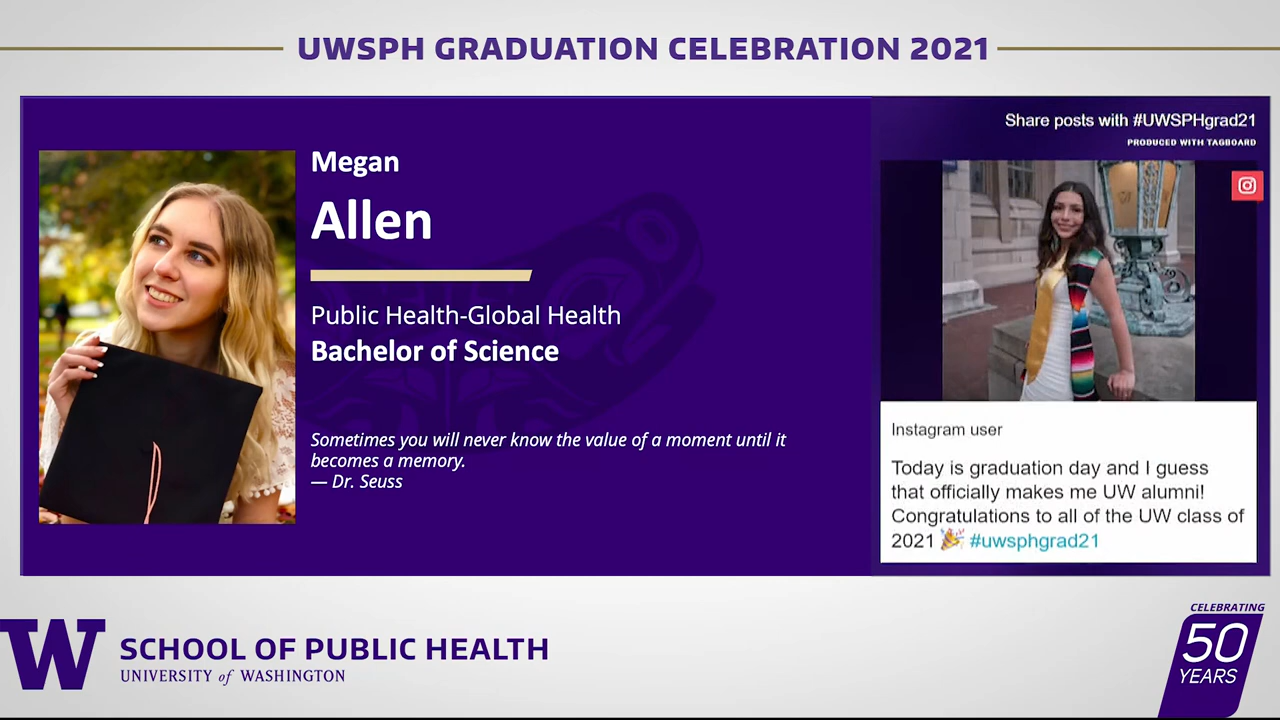 UWSPH GRADUATION CELEBRATION 2021
Megan
Allen
Public Health-Global Health
Bachelor of Science
Sometimes you will never know the value of a moment until it
becomes a memory.
— Dr. Seuss
Share posts with #UWSPHgrad21
PRODUCED WITH TAGBOARD
Instagram user
Today is graduation day and I guess
that officially makes me UW alumni!
Congratulations to all of the UW class of
2021 🎉 #uwsphgrad21
W
SCHOOL OF PUBLIC HEALTH
UNIVERSITY of WASHINGTON
CELEBRATING
50
YEARS